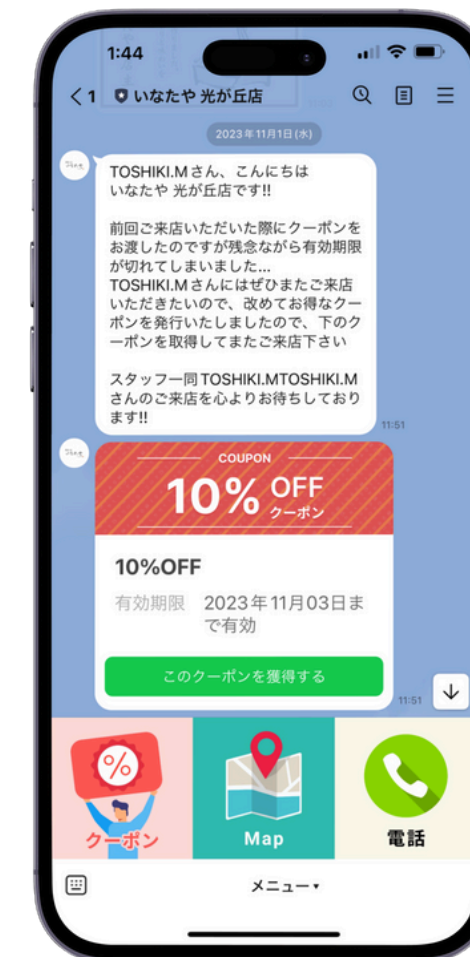 1:44
1 いなたや 光が丘店
2023年11月1日(水)
TOSHIKI.Mさん、こんにちは
いなたや 光が丘店です!!
前回ご来店いただいた際にクーポンを
お渡したのですが残念ながら有効期限
が切れてしまいました...
TOSHIKI.Mさんにはぜひまたご来店
いただきたいので、改めてお得なクー
ポンを発行いたしましたので、下のク
ーポンを取得してまたご来店下さい
スタッフ一同TOSHIKI.MTOSHIKI.M
さんのご来店を心よりお待ちしており
ます!!
11:51
COUPON
10% OFF
クーポン
10%OFF
有効期限 2023年11月03日ま
で有効
このクーポンを獲得する
11:51
%
クーポン
Map
電話
メニュー▾